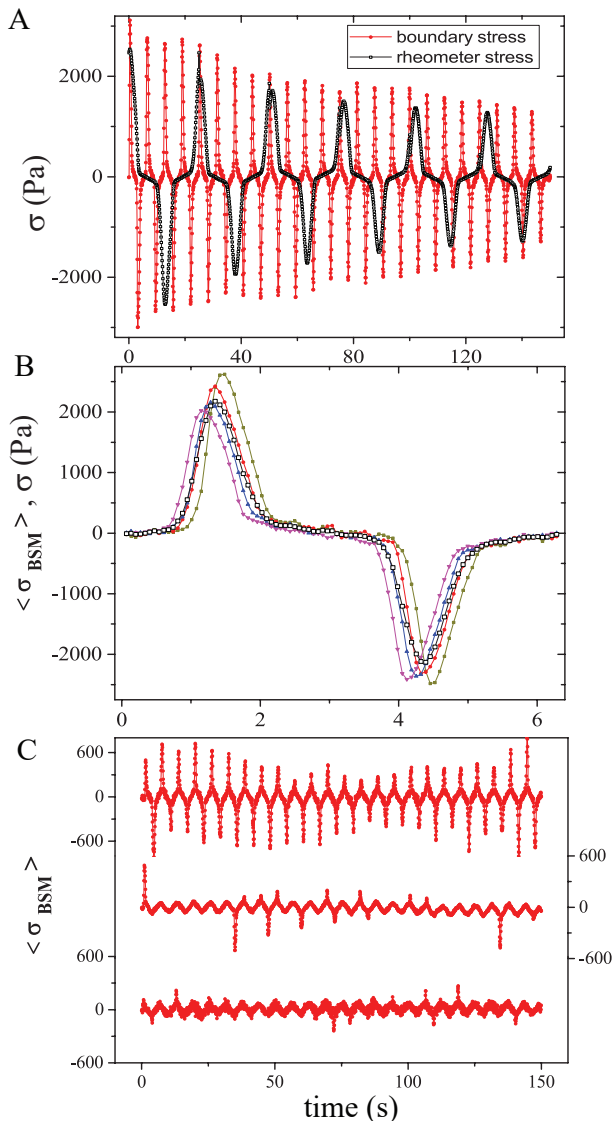 A
boundary stress
rheometer stress
2000
0
-2000
σ (Pa)
0 40 80 120
B
2000
1000
0
-1000
-2000
< σ BSM > , σ (Pa)
0 2 4 6
C
600
0
-600
600
0
-600
600
0
-600
< σ BSM >
0 50 100 150
time (s)